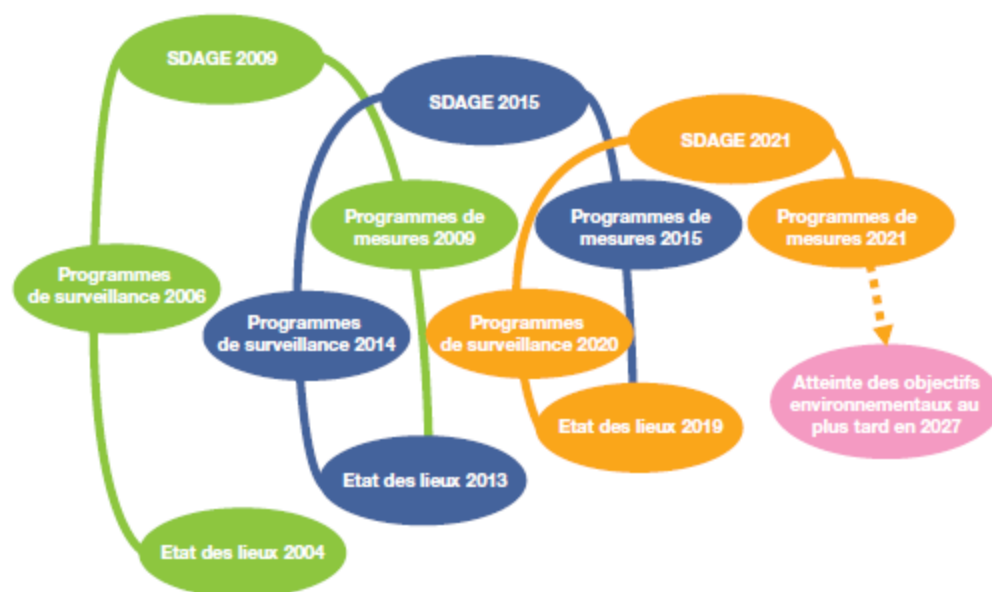 SDAGE 2009
SDAGE 2015
SDAGE 2021
Programmes de
mesures 2009
Programmes de
mesures 2015
Programmes de
mesures 2021
Programmes
de surveillance 2006
Programmes
de surveillance 2014
Programmes
de surveillance 2020
Atteinte des objectifs
environnementaux au
plus tard en 2027
Etat des lieux 2019
Etat des lieux 2013
Etat des lieux 2004